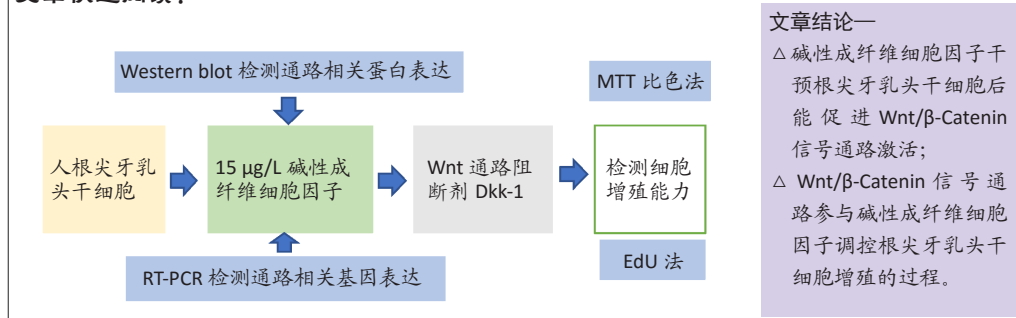 Western blot 检测通路相关蛋白表达
MTT 比色法
人根尖牙乳
头干细胞
15 μg/L 碱性成
纤维细胞因子
Wnt 通路阻
断剂 Dkk-1
检测细胞
增殖能力
RT-PCR 检测通路相关基因表达
EdU 法
文章结论—
△碱性成纤维细胞因子干
预根尖牙乳头干细胞后
能促进 Wnt/β-Catenin
信号通路激活;
△ Wnt/β-Catenin 信号通
路参与碱性成纤维细胞
因子调控根尖牙乳头干
细胞增殖的过程。